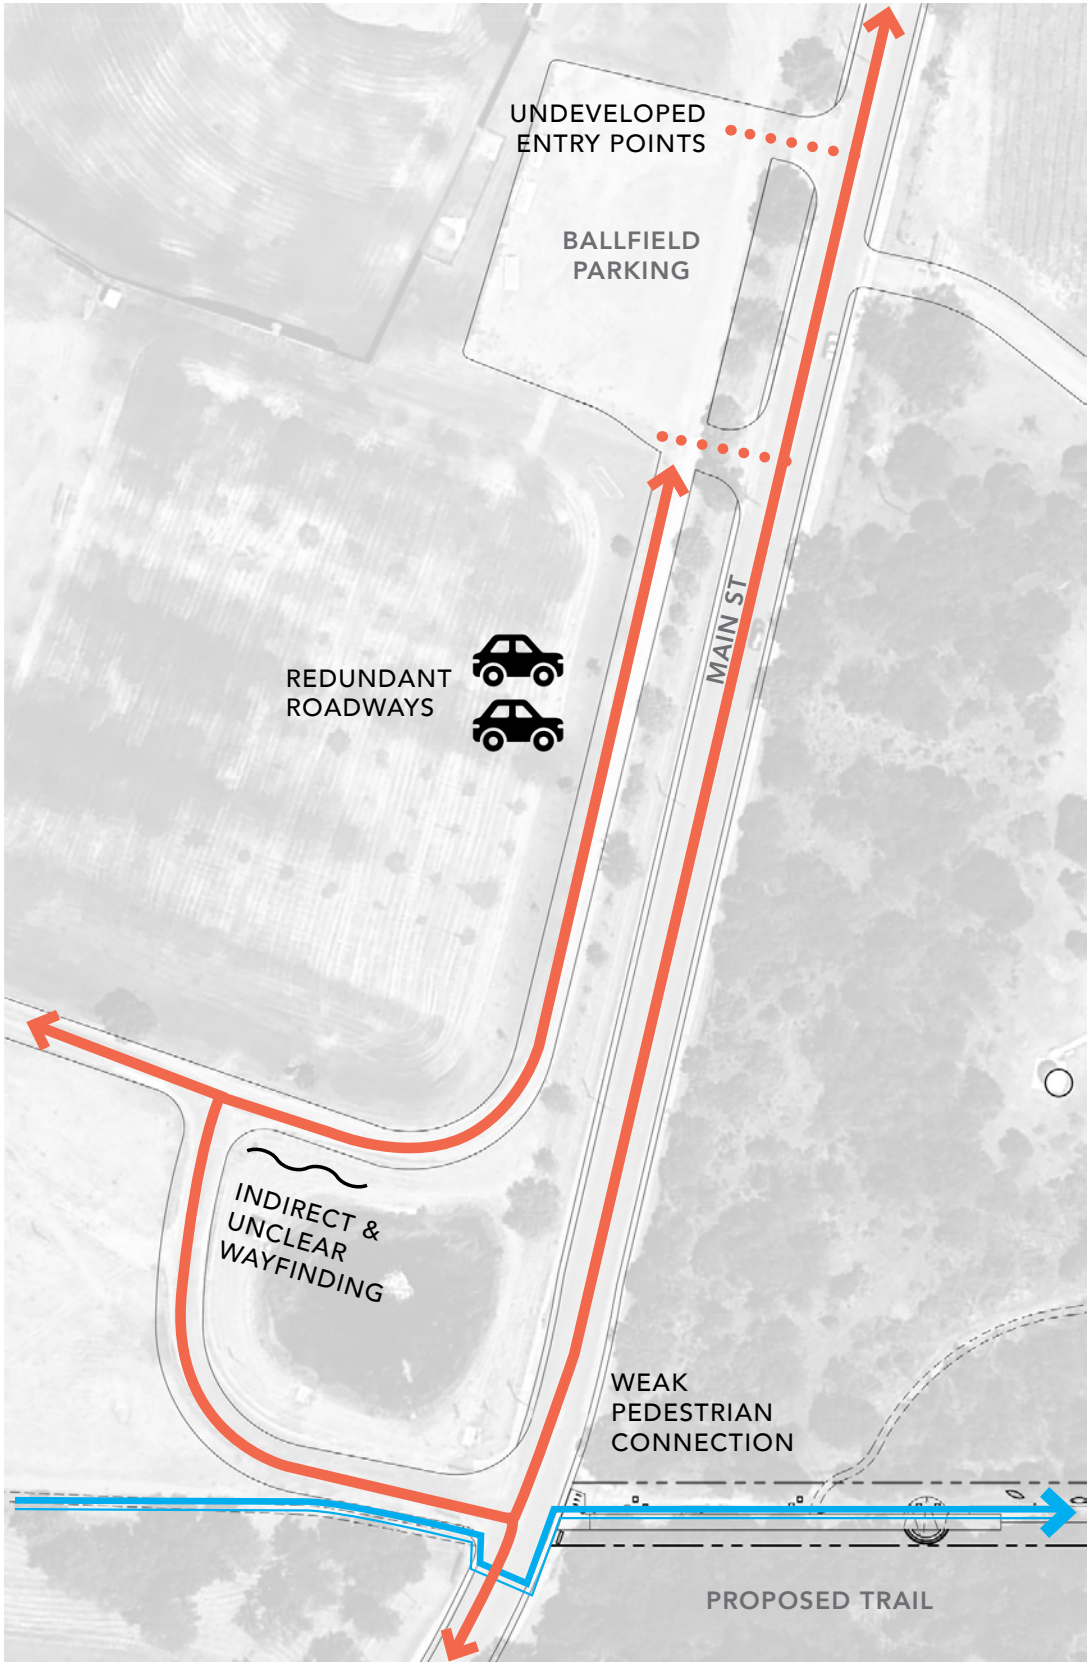 UNDEVELOPED
ENTRY POINTS
BALLFIELD
PARKING
MAIN ST
REDUNDANT
ROADWAYS
INDIRECT &
UNCLEAR
WAYFINDING
WEAK
PEDESTRIAN
CONNECTION
PROPOSED TRAIL